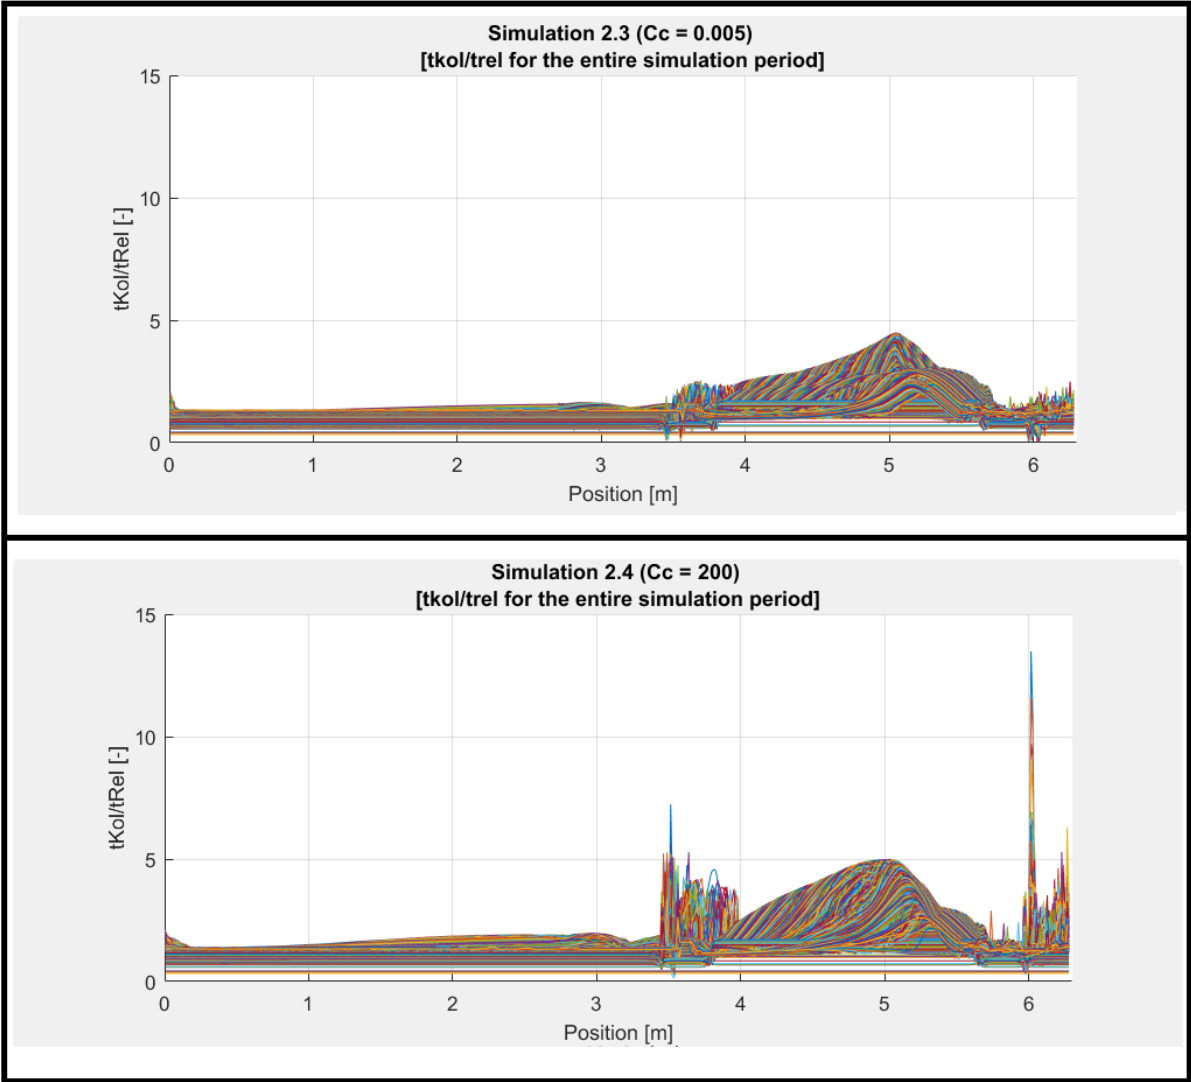 Simulation 2.3 (Cc = 0.005)
[tkol/trel for the entire simulation period]
15
10
5
0
tKol/tRel [-]
0 1 2 3 4 5 6
Position [m]
Simulation 2.4 (Cc = 200)
[tkol/trel for the entire simulation period]
15
10
5
0
tKol/tRel [-]
0 1 2 3 4 5 6
Position [m]